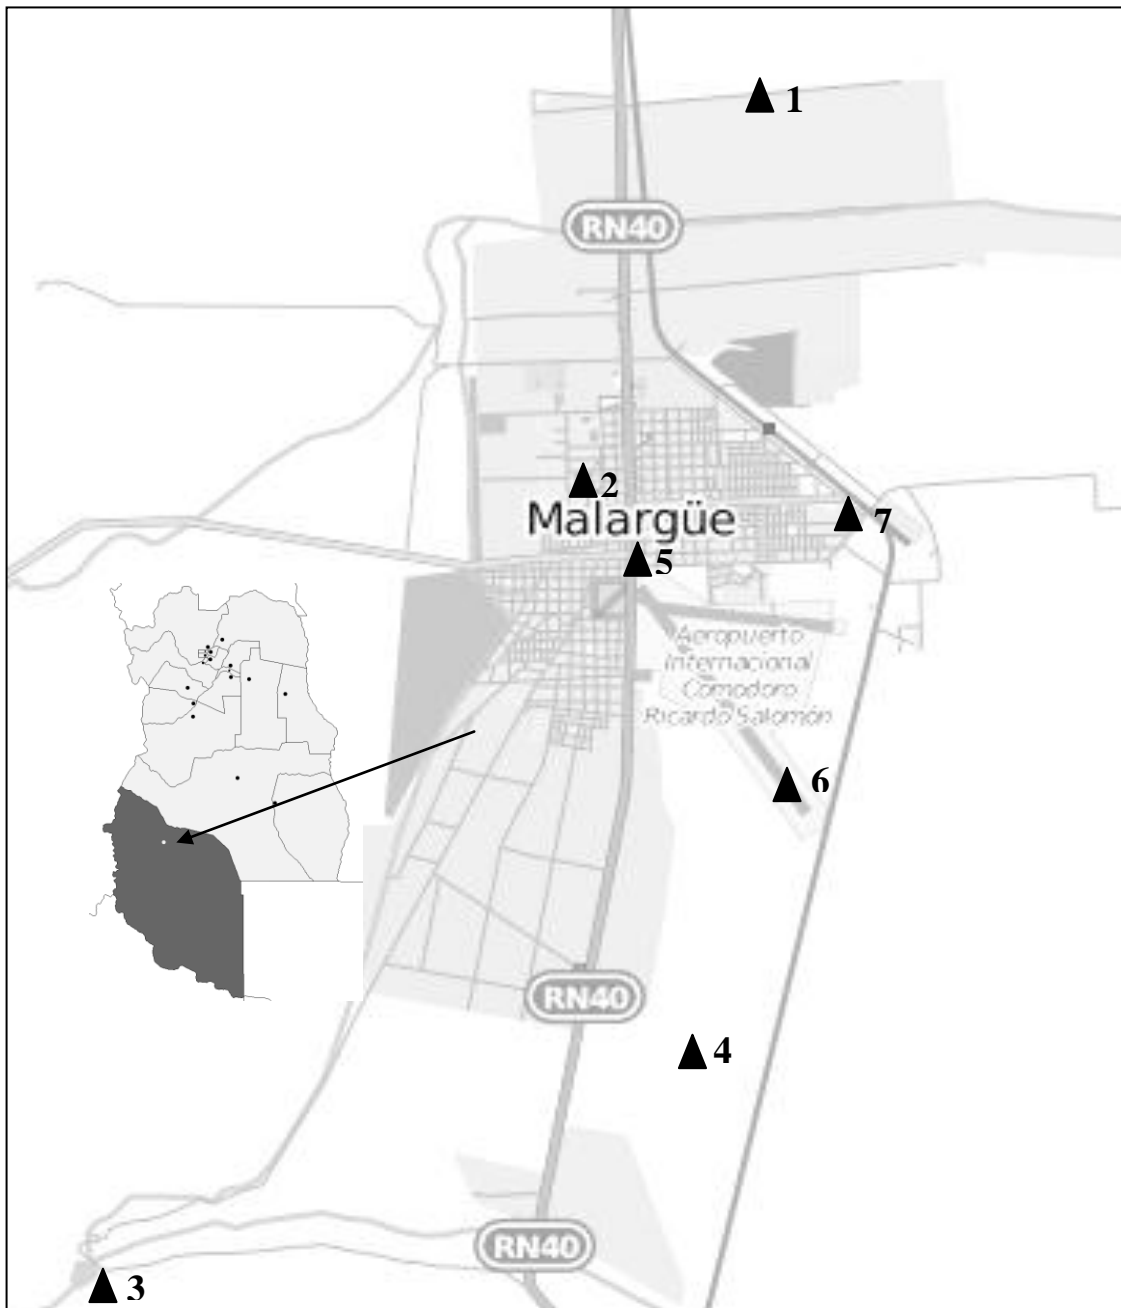 1
RN40
2
Malargüe
7
5
Aeropuerto
Internacional
Comodoro
Ricardo Salomón
6
RN40
4
RN40
3